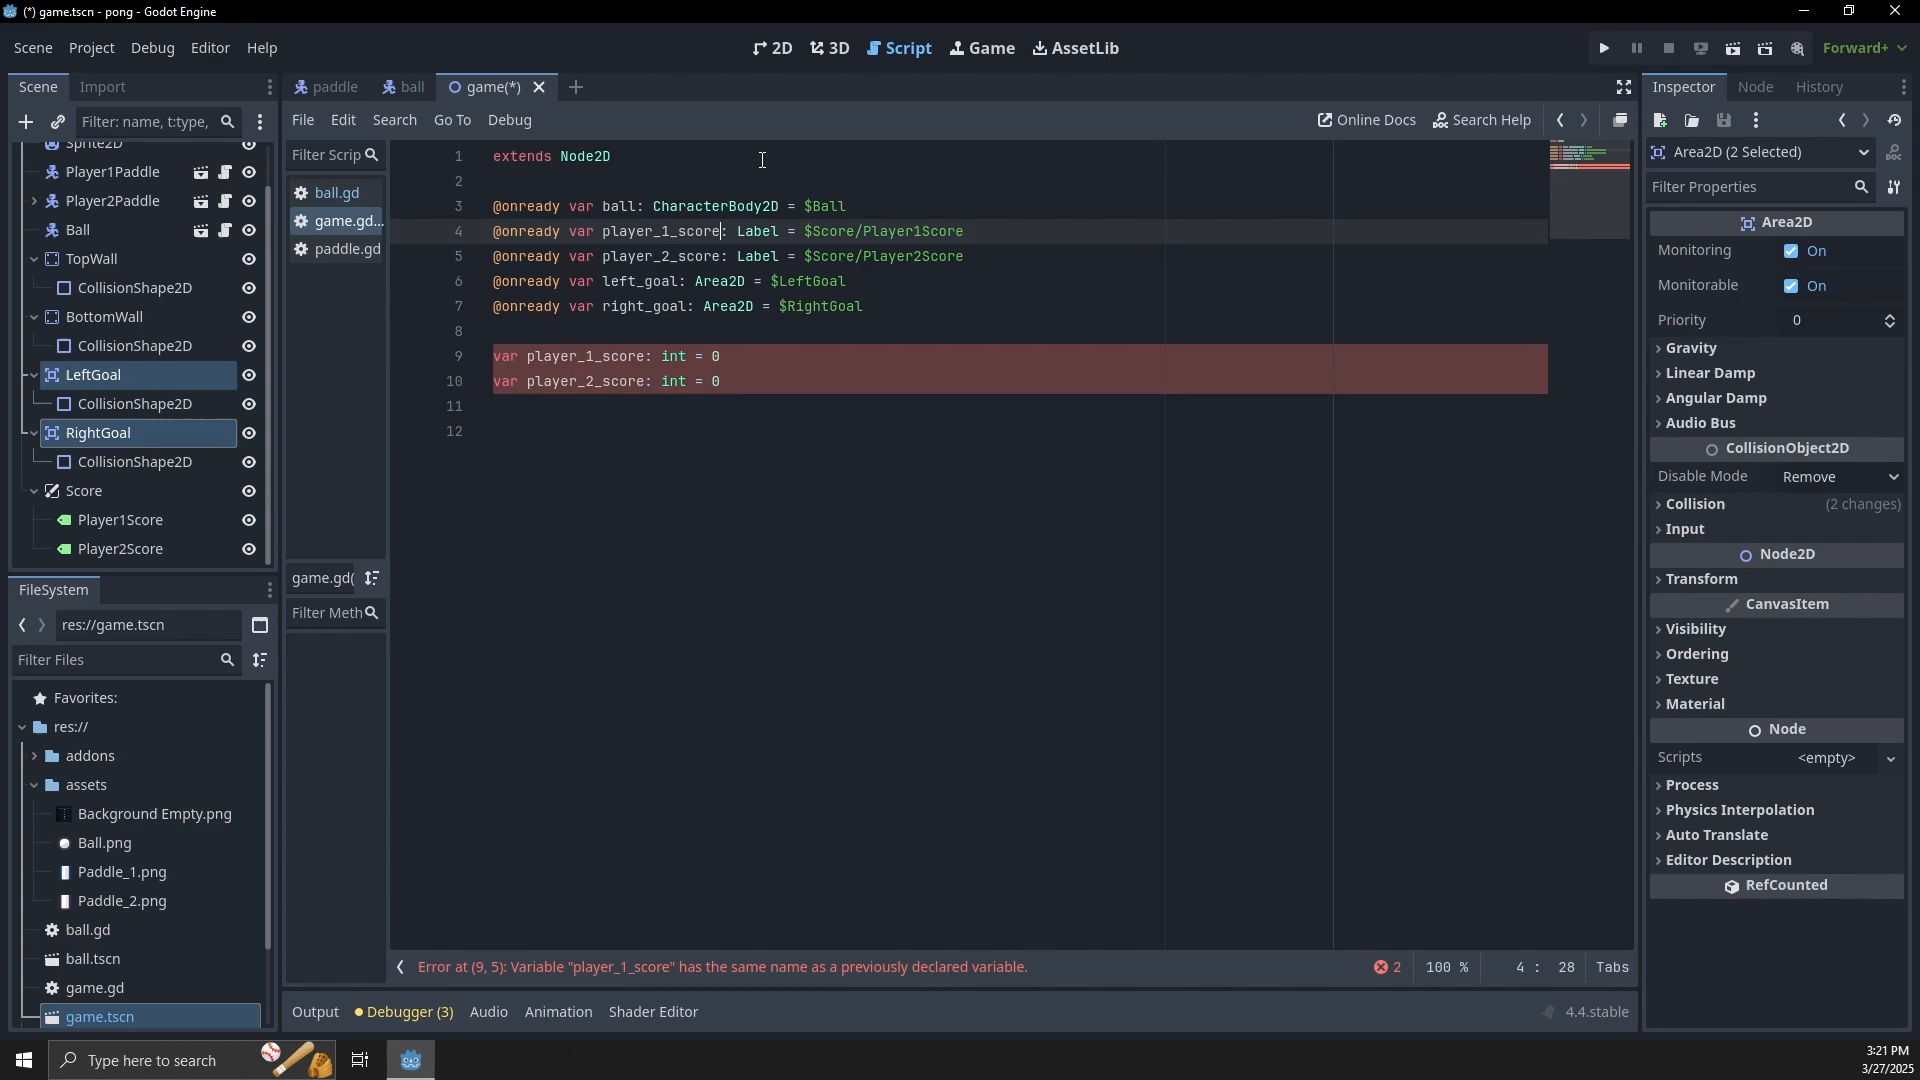 (*) game.tscn - pong - Godot Engine
Scene Project Debug Editor Help
2D 3D Script Game AssetLib
Forward+
Scene Import
Filter: name, t:type,
Sprite2D
Player1Paddle
Player2Paddle
Ball
TopWall
CollisionShape2D
BottomWall
CollisionShape2D
LeftGoal
CollisionShape2D
RightGoal
CollisionShape2D
Score
Player1Score
Player2Score
FileSystem
res://game.tscn
Filter Files
Favorites:
res://
addons
assets
Background Empty.png
Ball.png
Paddle_1.png
Paddle_2.png
ball.gd
ball.tscn
game.gd
game.tscn
paddle ball game(*)
File Edit Search Go To Debug
Online Docs Search Help
Filter Scrip
ball.gd
game.gd...
paddle.gd
game.gd(
Filter Meth
1 extends Node2D
2
3 @onready var ball: CharacterBody2D = $Ball
4 @onready var player_1_score: Label = $Score/Player1Score
5 @onready var player_2_score: Label = $Score/Player2Score
6 @onready var left_goal: Area2D = $LeftGoal
7 @onready var right_goal: Area2D = $RightGoal
8
9 var player_1_score: int = 0
10 var player_2_score: int = 0
11
12
Error at (9, 5): Variable "player_1_score" has the same name as a previously declared variable.
2 100 % 4 : 28 Tabs
Output Debugger (3) Audio Animation Shader Editor
4.4.stable
Inspector Node History
Area2D (2 Selected)
Filter Properties
Area2D
Monitoring On
Monitorable On
Priority 0
Gravity
Linear Damp
Angular Damp
Audio Bus
CollisionObject2D
Disable Mode Remove
Collision (2 changes)
Input
Node2D
Transform
CanvasItem
Visibility
Ordering
Texture
Material
Node
Scripts <empty>
Process
Physics Interpolation
Auto Translate
Editor Description
RefCounted
Type here to search
3:21 PM
3/27/2025